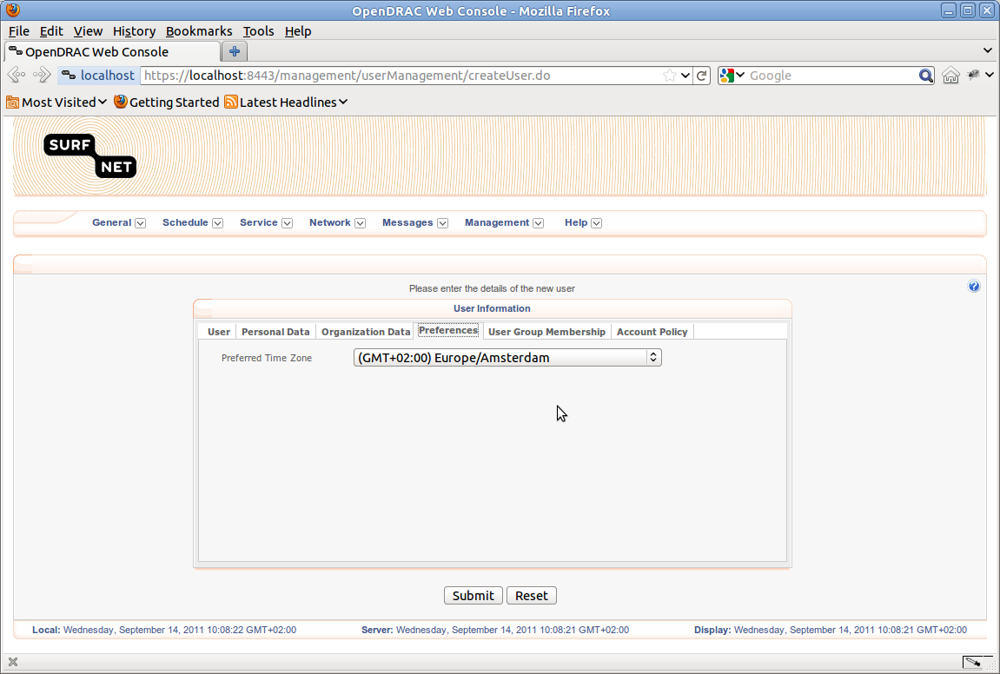 OpenDRAC Web Console - Mozilla Firefox
File Edit View History Bookmarks Tools Help
OpenDRAC Web Console
localhost https://localhost:8443/management/userManagement/createUser.do Google
Most Visited Getting Started Latest Headlines
SURF
NET
General Schedule Service Network Messages Management Help
Please enter the details of the new user
User Information
User Personal Data Organization Data Preferences User Group Membership Account Policy
Preferred Time Zone (GMT+02:00) Europe/Amsterdam
Submit Reset
Local: Wednesday, September 14, 2011 10:08:22 GMT+02:00 Server: Wednesday, September 14, 2011 10:08:21 GMT+02:00 Display: Wednesday, September 14, 2011 10:08:21 GMT+02:00